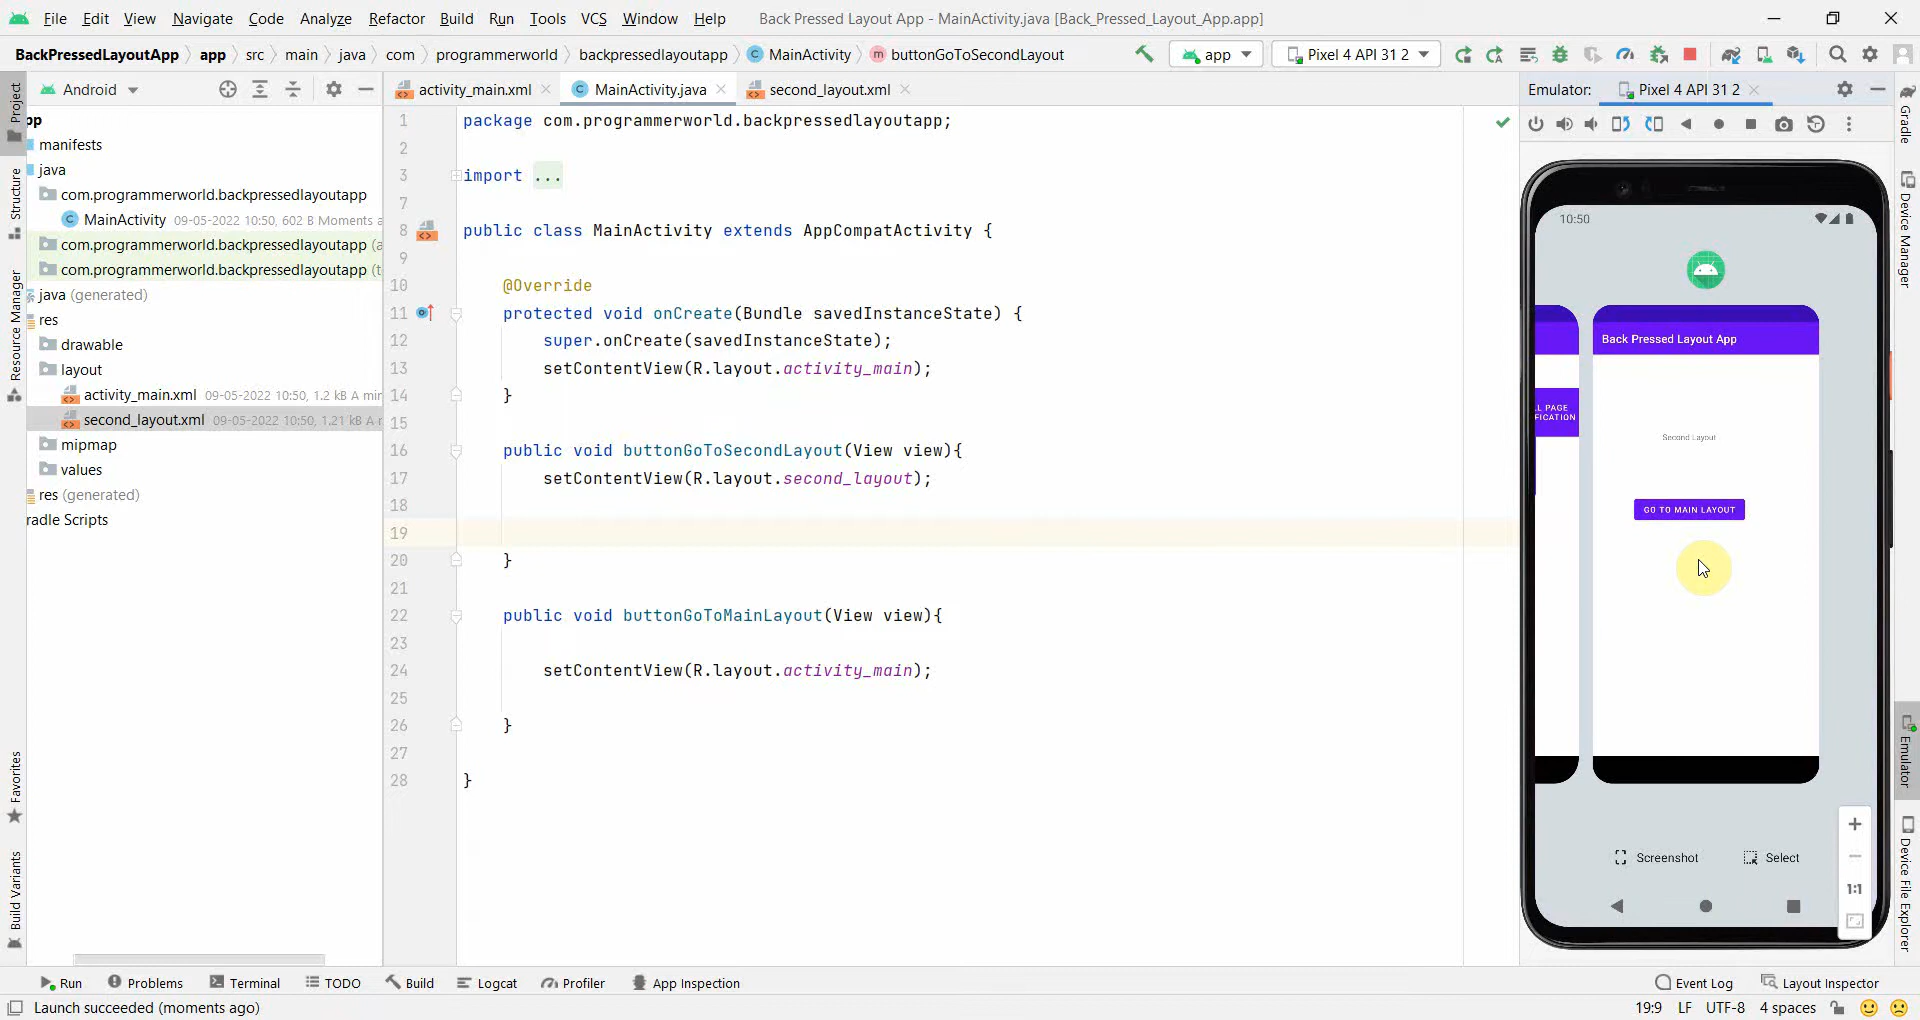 File Edit View Navigate Code Analyze Refactor Build Run Tools VCS Window Help Back Pressed Layout App - MainActivity.java [Back_Pressed_Layout_App.app]
BackPressedLayoutApp app src main java com programmerworld backpressedlayoutapp MainActivity buttonGoToSecondLayout app Pixel 4 API 31 2
Android
activity_main.xml MainActivity.java second_layout.xml
Emulator: Pixel 4 API 31 2
Project
Structure
Resource Manager
Favorites
Build Variants
pp
manifests
java
com.programmerworld.backpressedlayoutapp
MainActivity 09-05-2022 10:50, 602 B Moments a
com.programmerworld.backpressedlayoutapp (a
com.programmerworld.backpressedlayoutapp (t
java (generated)
res
drawable
layout
activity_main.xml 09-05-2022 10:50, 1.2 kB A min
second_layout.xml 09-05-2022 10:50, 1.21 kB A r
mipmap
values
res (generated)
radle Scripts
1 package com.programmerworld.backpressedlayoutapp;
2
3 import ...
7
8 public class MainActivity extends AppCompatActivity {
9
10 @Override
11 protected void onCreate(Bundle savedInstanceState) {
12 super.onCreate(savedInstanceState);
13 setContentView(R.layout.activity_main);
14 }
15
16 public void buttonGoToSecondLayout(View view){
17 setContentView(R.layout.second_layout);
18
19
20 }
21
22 public void buttonGoToMainLayout(View view){
23
24 setContentView(R.layout.activity_main);
25
26 }
27
28 }
10:50
Back Pressed Layout App
LL PAGE
IFICATION
Second Layout
GO TO MAIN LAYOUT
Screenshot Select
1:1
Gradle
Device Manager
Emulator
Device File Explorer
Run Problems Terminal TODO Build Logcat Profiler App Inspection Event Log Layout Inspector
Launch succeeded (moments ago) 19:9 LF UTF-8 4 spaces